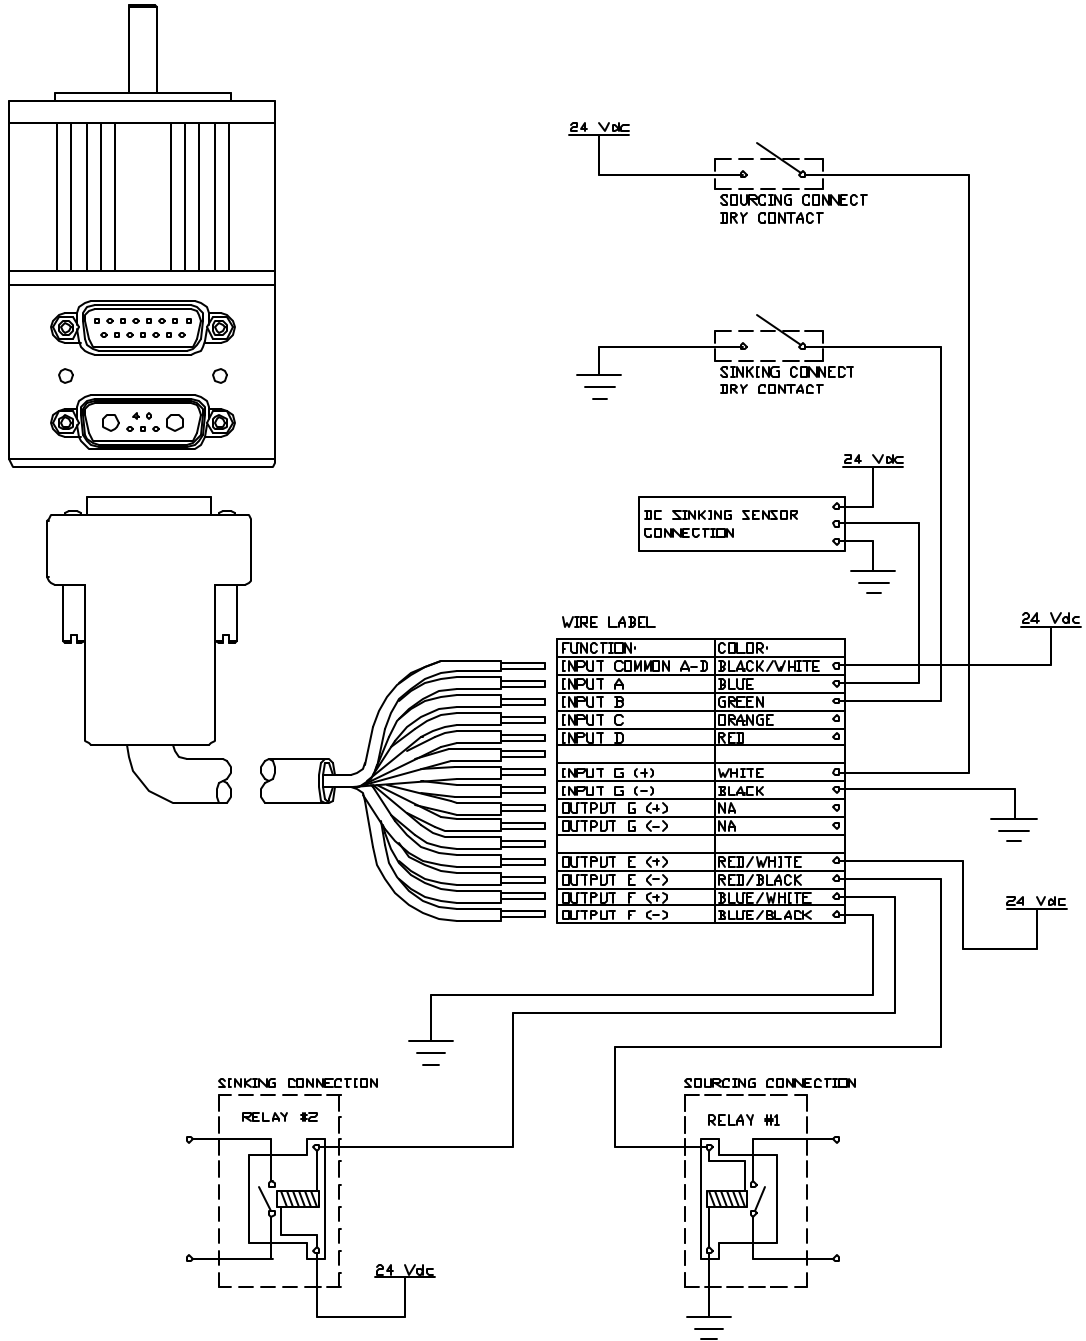 24 Vdc
SOURCING CONNECT
DRY CONTACT
SINKING CONNECT
DRY CONTACT
4 0
24 Vdc
DC SINKING SENSOR
CONNECTION
24 Vdc
WIRE LABEL
FUNCTION: COLOR:
INPUT COMMON A-D BLACK/WHITE
INPUT A BLUE
INPUT B GREEN
INPUT C ORANGE
INPUT D RED
INPUT G (+) WHITE
INPUT G (-) BLACK
OUTPUT G (+) NA
OUTPUT G (-) NA
OUTPUT E (+) RED/WHITE
OUTPUT E (-) RED/BLACK
OUTPUT F (+) BLUE/WHITE
OUTPUT F (-) BLUE/BLACK
24 Vdc
SINKING CONNECTION
RELAY #2
SOURCING CONNECTION
RELAY #1
24 Vdc